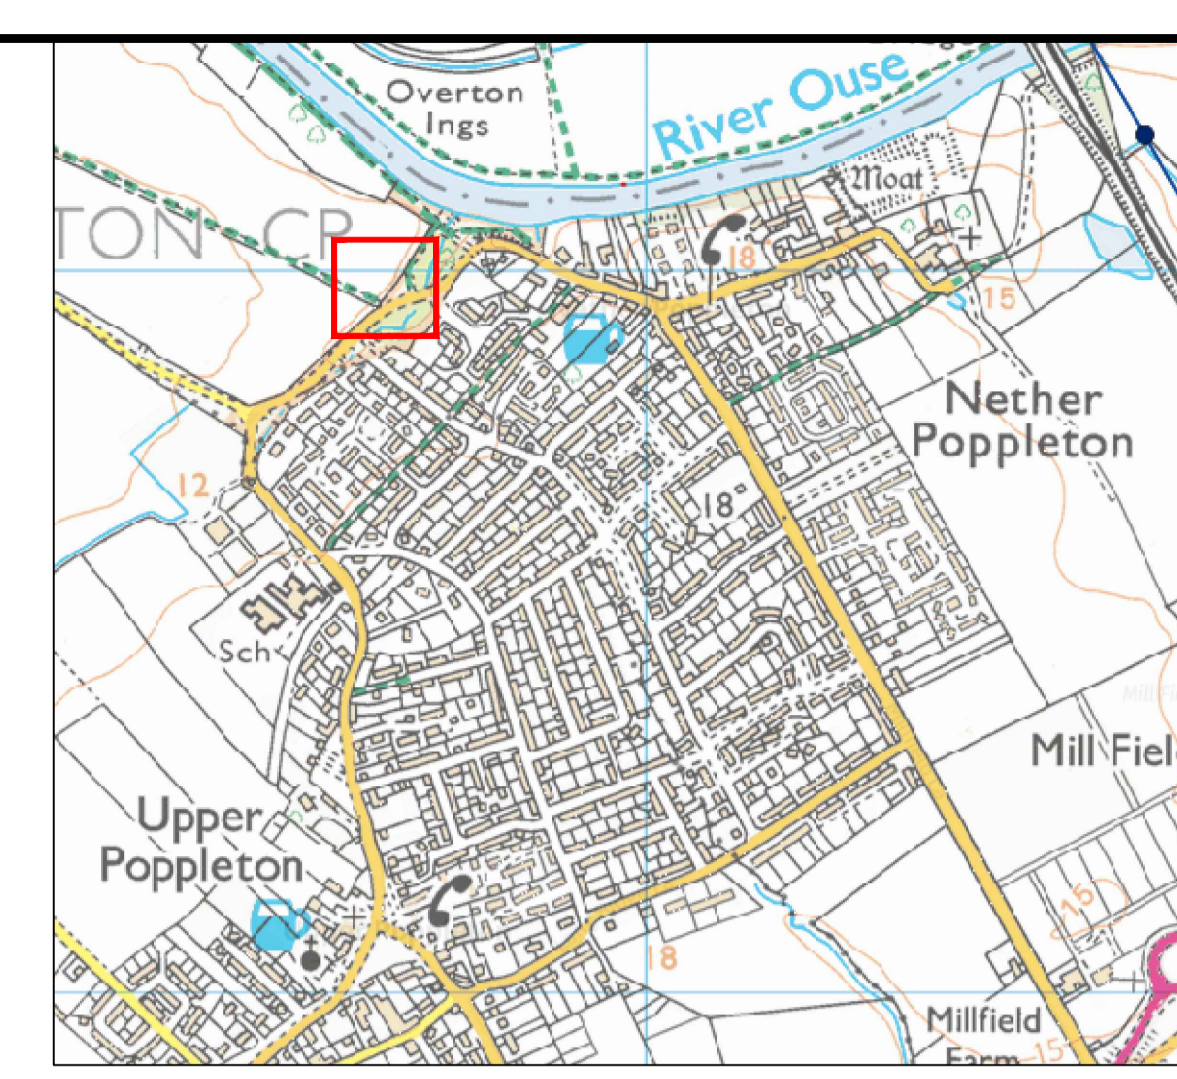 Overton
Ings
River Ouse
Moat
TON CP
18
15
Nether
Poppleton
12
18
Sch
Mill Fiel
Upper
Poppleton
15
18
Millfield
Farm
15